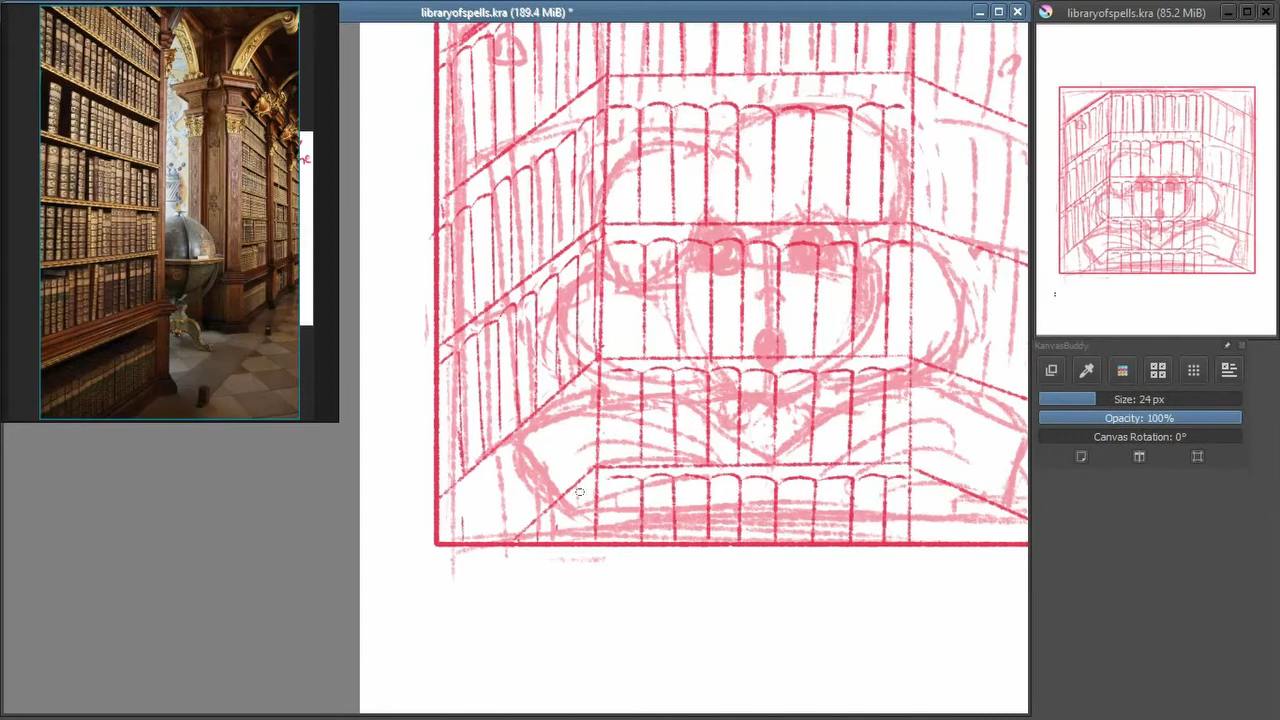 libraryofspells.kra (189.4 MiB) *
libraryofspells.kra (85.2 MiB) *
KanvasBuddy
Size: 24 px
Opacity: 100%
Canvas Rotation: 0°